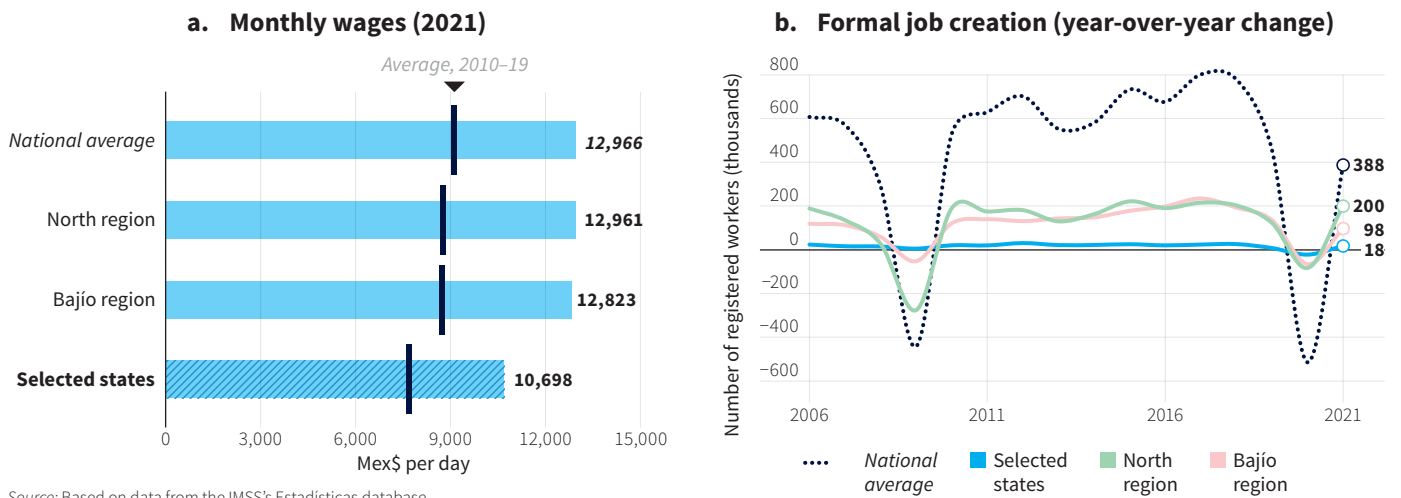 a. Monthly wages (2021)
Average, 2010–19
National average
12,966
North region
12,961
Bajío region
12,823
Selected states
10,698
0 3,000 6,000 9,000 12,000 15,000
Mex$ per day
Source: Based on data from the IMSS's Estadísticas database
b. Formal job creation (year-over-year change)
Number of registered workers (thousands)
800
600
400
200
0
−200
−400
−600
388
200
98
18
2006 2011 2016 2021
National average
Selected states
North region
Bajío region